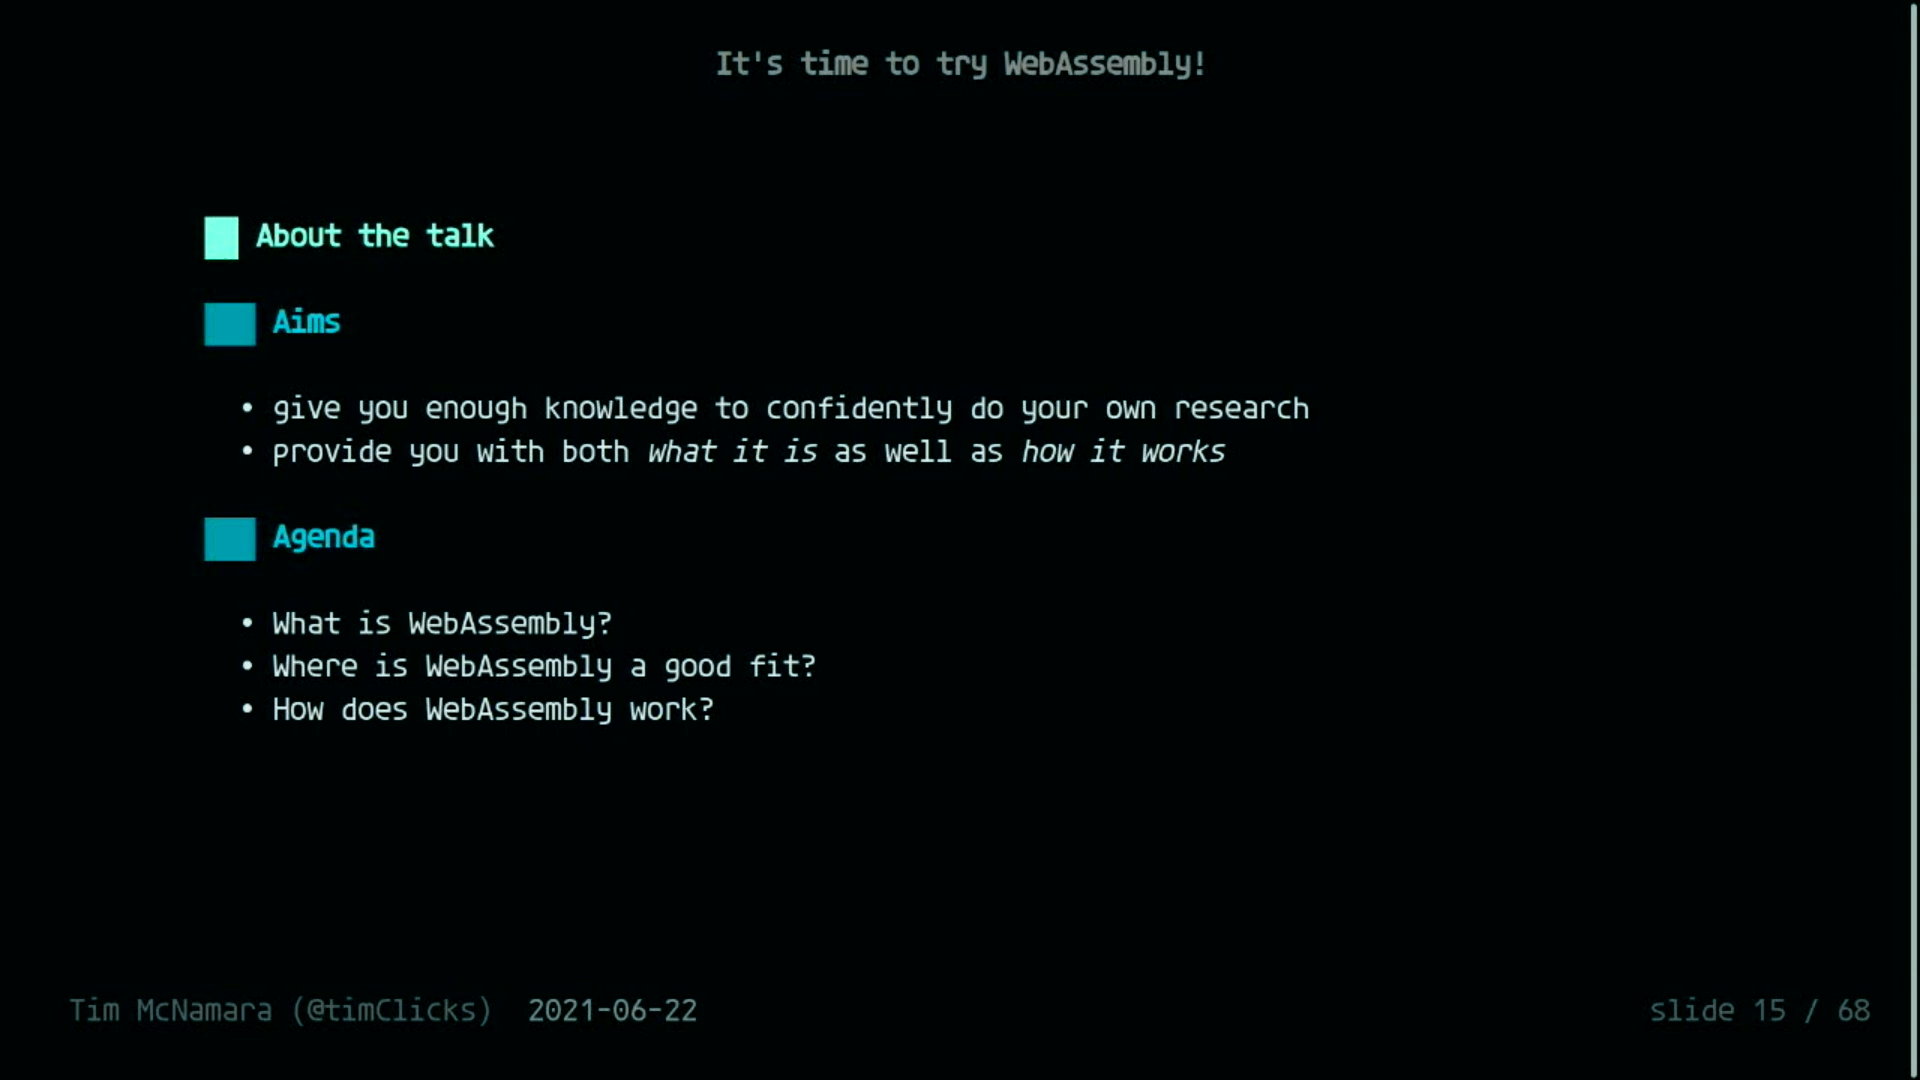 It's time to try WebAssembly!
About the talk
Aims
• give you enough knowledge to confidently do your own research
• provide you with both what it is as well as how it works
Agenda
• What is WebAssembly?
• Where is WebAssembly a good fit?
• How does WebAssembly work?
Tim McNamara (@timClicks) 2021-06-22
slide 15 / 68